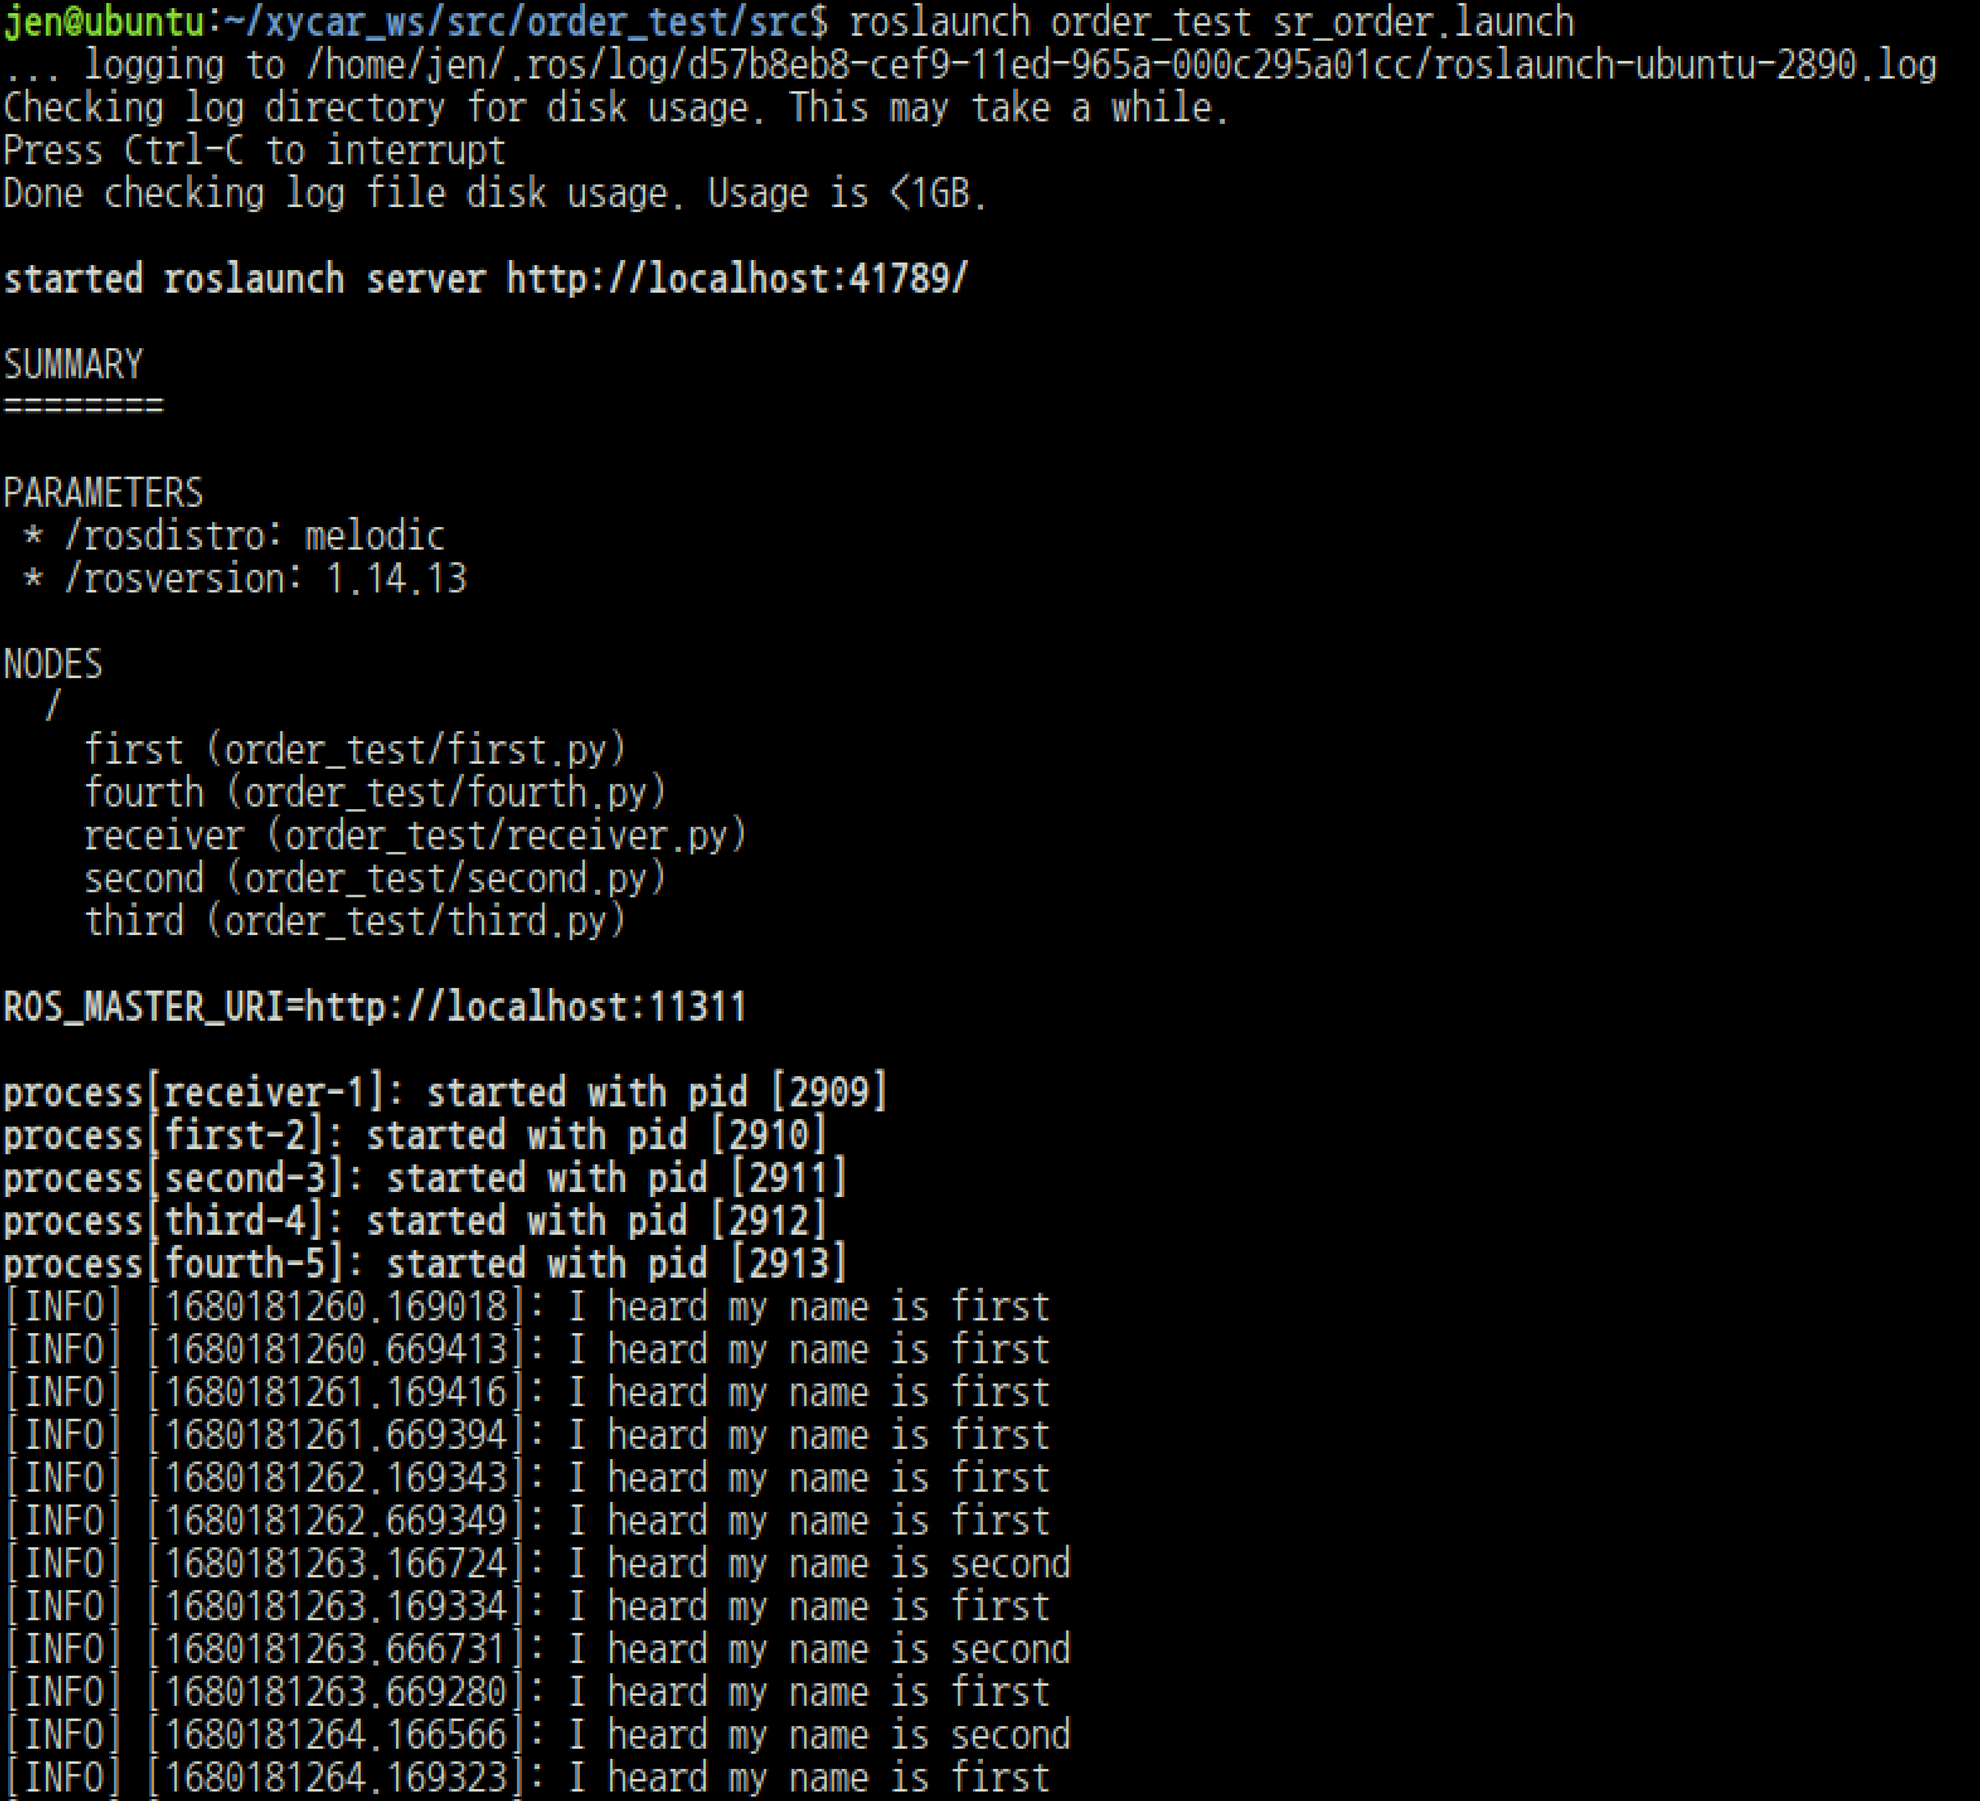 jen@ubuntu:~/xycar_ws/src/order_test/src$ roslaunch order_test sr_order.launch
... logging to /home/jen/.ros/log/d57b8eb8-cef9-11ed-965a-000c295a01cc/roslaunch-ubuntu-2890.log
Checking log directory for disk usage. This may take a while.
Press Ctrl-C to interrupt
Done checking log file disk usage. Usage is <1GB.
started roslaunch server http://localhost:41789/
SUMMARY
========
PARAMETERS
 * /rosdistro: melodic
 * /rosversion: 1.14.13
NODES
  /
    first (order_test/first.py)
    fourth (order_test/fourth.py)
    receiver (order_test/receiver.py)
    second (order_test/second.py)
    third (order_test/third.py)
ROS_MASTER_URI=http://localhost:11311
process[receiver-1]: started with pid [2909]
process[first-2]: started with pid [2910]
process[second-3]: started with pid [2911]
process[third-4]: started with pid [2912]
process[fourth-5]: started with pid [2913]
[INFO] [1680181260.169018]: I heard my name is first
[INFO] [1680181260.669413]: I heard my name is first
[INFO] [1680181261.169416]: I heard my name is first
[INFO] [1680181261.669394]: I heard my name is first
[INFO] [1680181262.169343]: I heard my name is first
[INFO] [1680181262.669349]: I heard my name is first
[INFO] [1680181263.166724]: I heard my name is second
[INFO] [1680181263.169334]: I heard my name is first
[INFO] [1680181263.666731]: I heard my name is second
[INFO] [1680181263.669280]: I heard my name is first
[INFO] [1680181264.166566]: I heard my name is second
[INFO] [1680181264.169323]: I heard my name is first